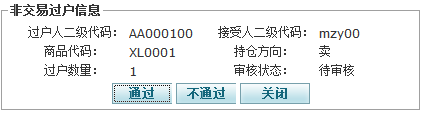 非交易过户信息
过户人二级代码： AA000100 接受人二级代码： mzy00
商品代码： XL0001 持仓方向： 卖
过户数量： 1 审核状态： 待审核
通过 不通过 关闭